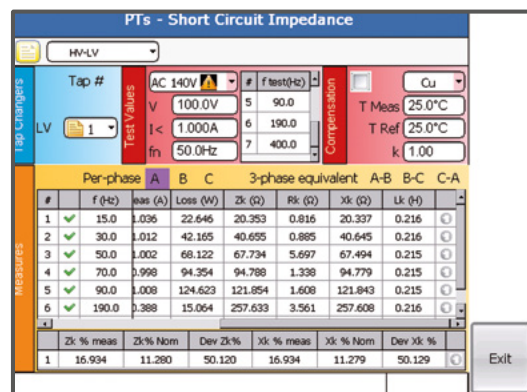 PTs - Short Circuit Impedance
HV-LV
Tap Changers
Tap #
LV 1
Test Values
AC 140V
V 100.0V
I< 1.000A
fn 50.0Hz
# f test(Hz)
5 90.0
6 190.0
7 400.0
Compensation
Cu
T Meas 25.0°C
T Ref 25.0°C
k 1.00
Measures
Per-phase A B C 3-phase equivalent A-B B-C C-A
# f (Hz) eas (A) Loss (W) Zk (Ω) Rk (Ω) Xk (Ω) Lk (H)
1 15.0 1.036 22.646 20.353 0.816 20.337 0.216
2 30.0 1.012 42.165 40.655 0.885 40.645 0.216
3 50.0 1.002 68.122 67.734 5.697 67.494 0.215
4 70.0 0.998 94.354 94.788 1.338 94.779 0.215
5 90.0 1.008 124.623 121.854 1.608 121.843 0.215
6 190.0 0.388 15.064 257.633 3.561 257.608 0.216
Zk % meas Zk% Nom Dev Zk% Xk % meas Xk % Nom Dev Xk %
1 16.934 11.280 50.120 16.934 11.279 50.129
Exit